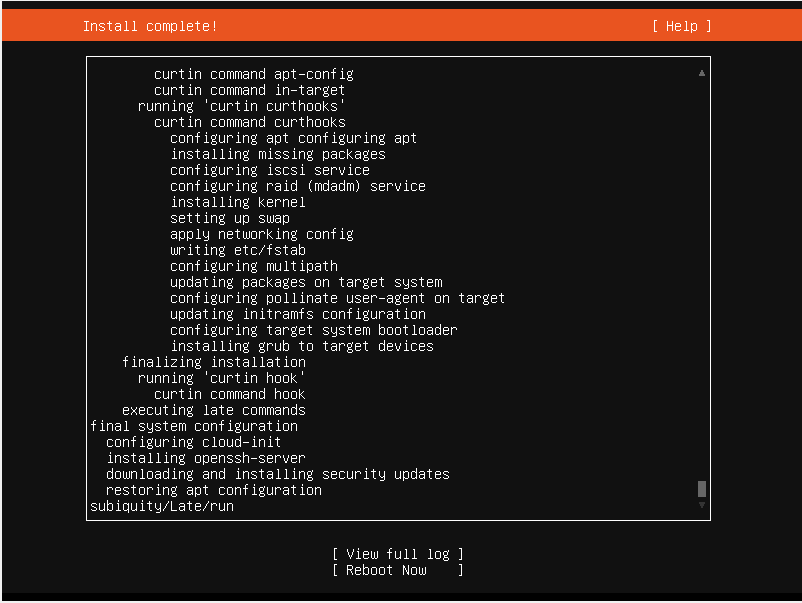 Install complete!                                                      [ Help ]
curtin command apt-config
curtin command in-target
running 'curtin curthooks'
curtin command curthooks
configuring apt configuring apt
installing missing packages
configuring iscsi service
configuring raid (mdadm) service
installing kernel
setting up swap
apply networking config
writing etc/fstab
configuring multipath
updating packages on target system
configuring pollinate user-agent on target
updating initramfs configuration
configuring target system bootloader
installing grub to target devices
finalizing installation
running 'curtin hook'
curtin command hook
executing late commands
final system configuration
configuring cloud-init
installing openssh-server
downloading and installing security updates
restoring apt configuration
subiquity/Late/run
[ View full log ]
[ Reboot Now    ]